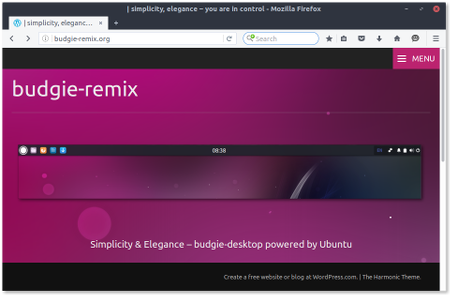 | simplicity, elegance – you are in control - Mozilla Firefox
| simplicity, eleganc...
budgie-remix.org
Search
MENU
budgie-remix
08:38
Simplicity & Elegance – budgie-desktop powered by Ubuntu
Create a free website or blog at WordPress.com. | The Harmonic Theme.